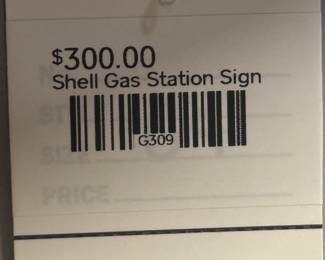 $300.00
Shell Gas Station Sign
G309
SIZE
PRICE